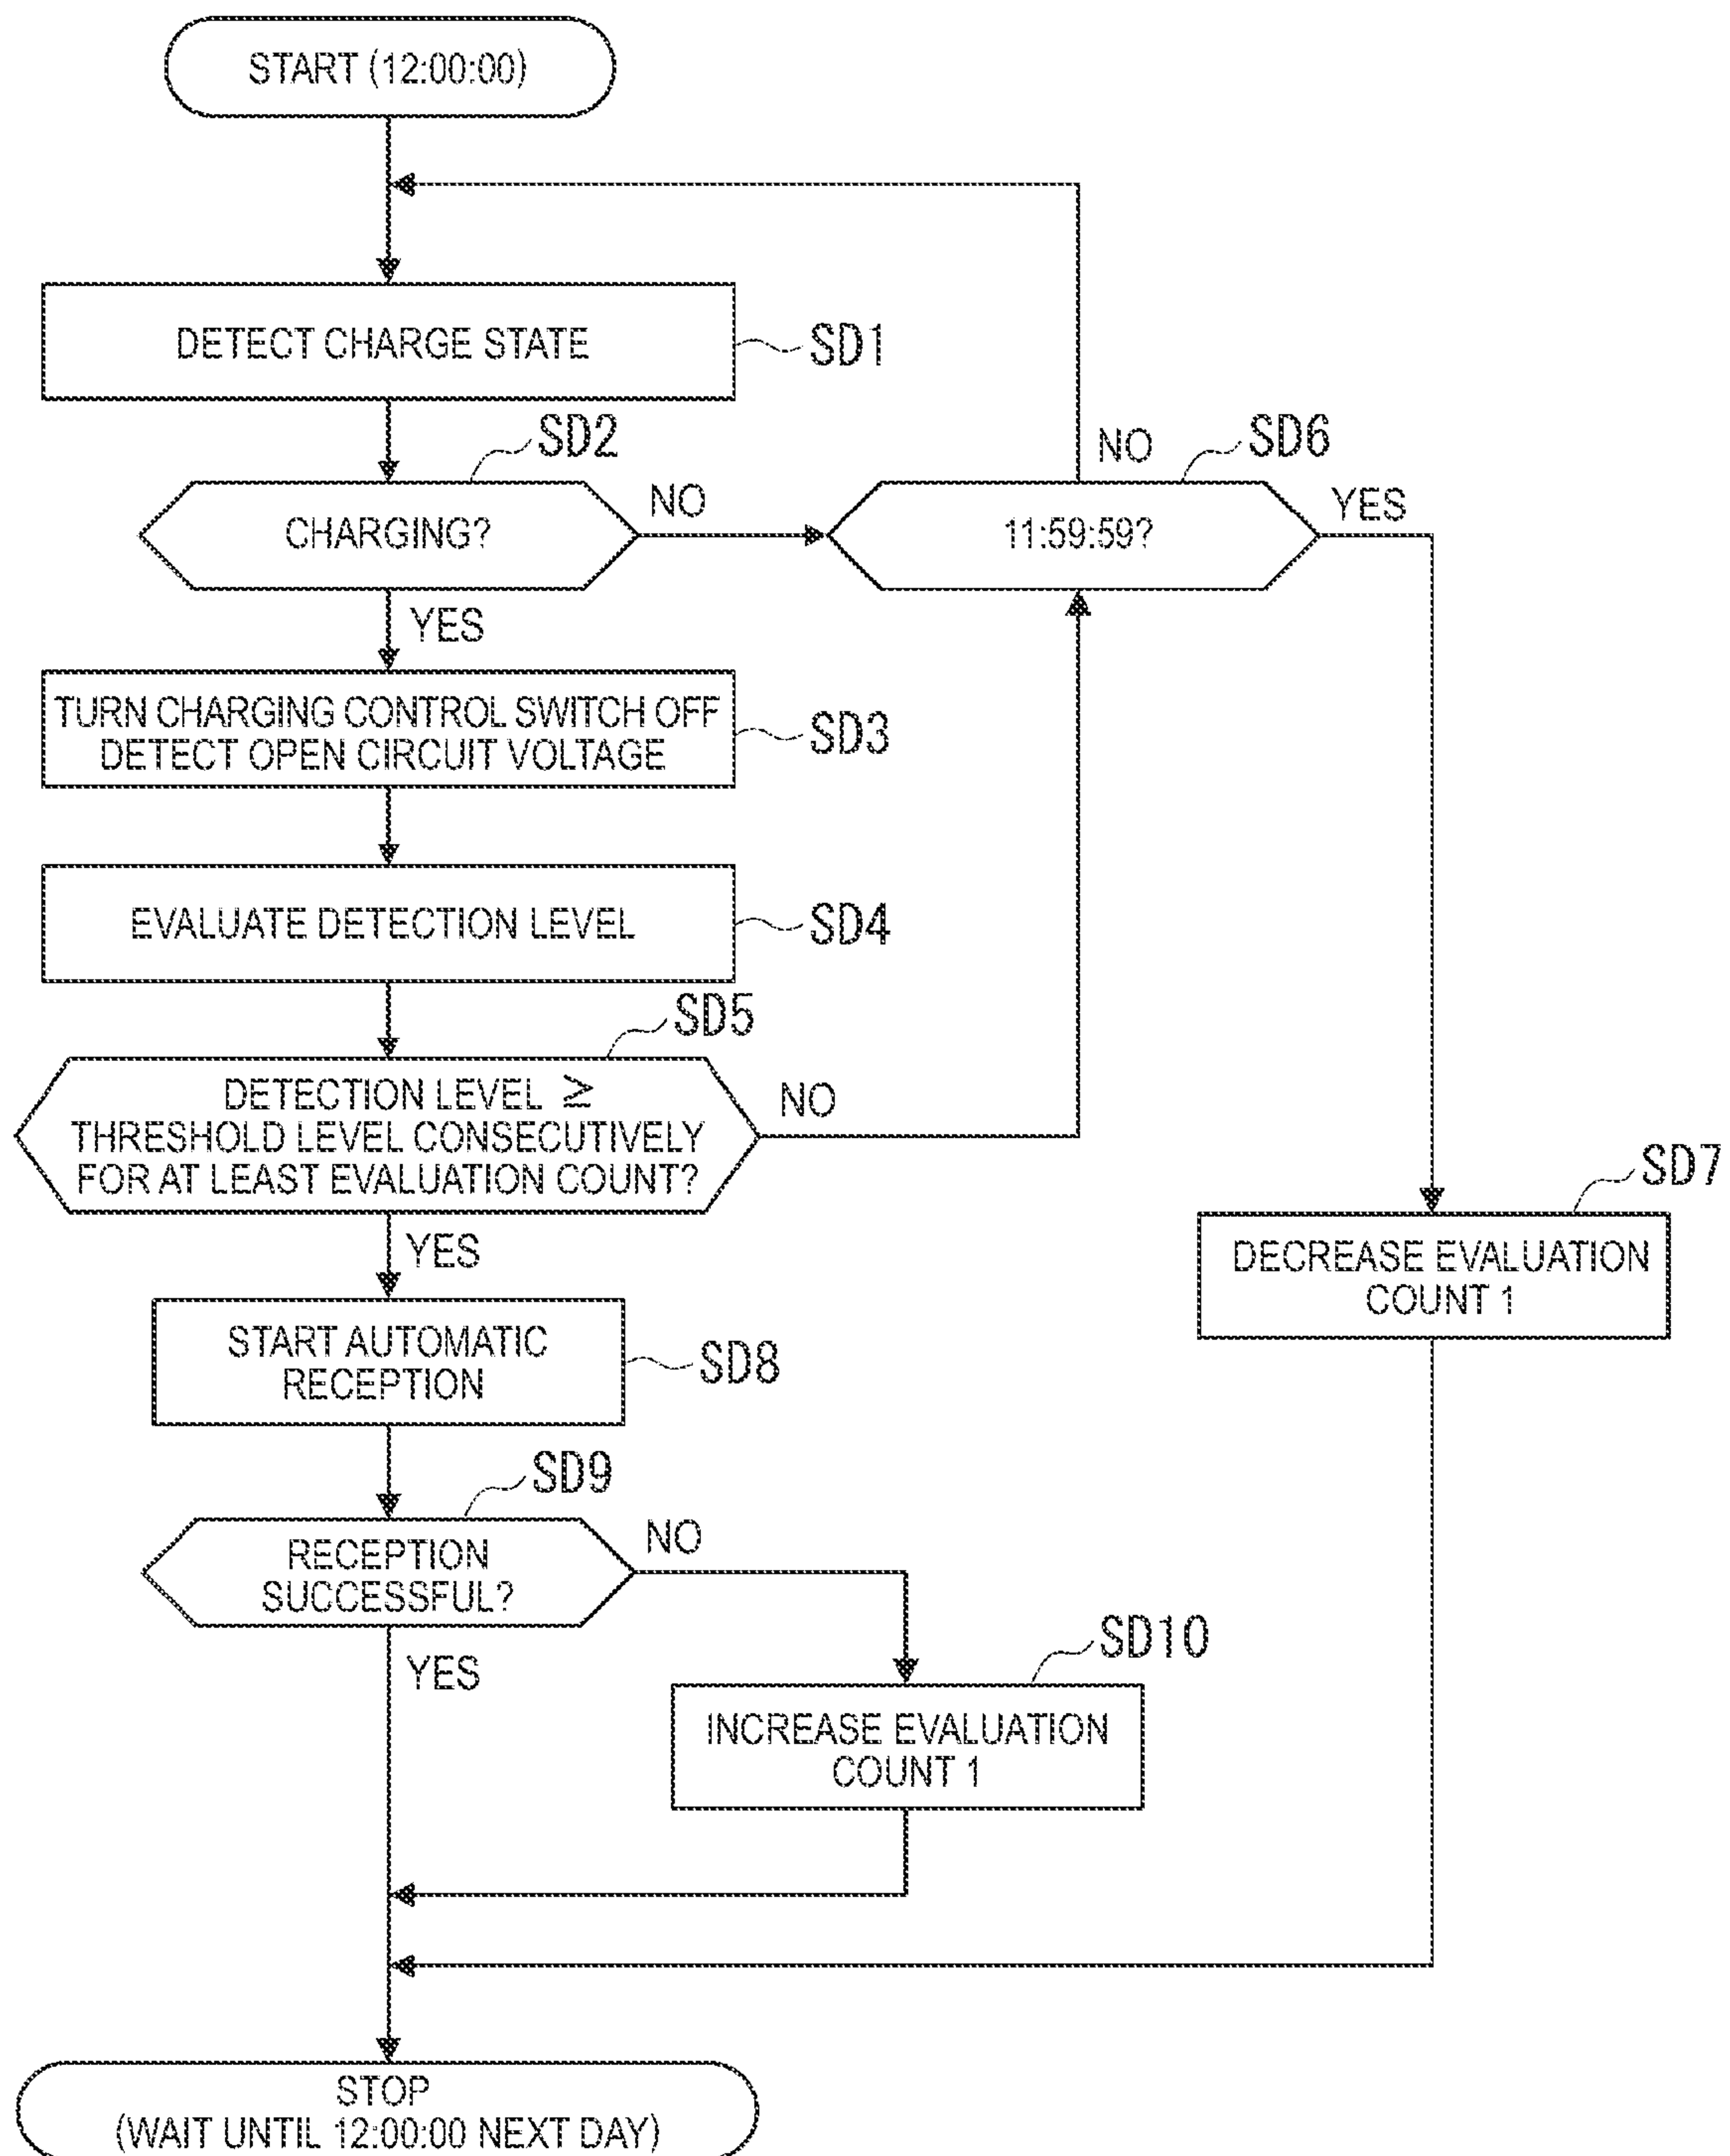 START (12:00:00)
DETECT CHARGE STATE
SD1
SD2
CHARGING?
NO
YES
SD6
11:59:59?
NO
YES
TURN CHARGING CONTROL SWITCH OFF
DETECT OPEN CIRCUIT VOLTAGE
SD3
EVALUATE DETECTION LEVEL
SD4
SD5
DETECTION LEVEL ≧
THRESHOLD LEVEL CONSECUTIVELY
FOR AT LEAST EVALUATION COUNT?
NO
YES
SD7
DECREASE EVALUATION
COUNT 1
START AUTOMATIC
RECEPTION
SD8
SD9
RECEPTION
SUCCESSFUL?
NO
YES
SD10
INCREASE EVALUATION
COUNT 1
STOP
(WAIT UNTIL 12:00:00 NEXT DAY)